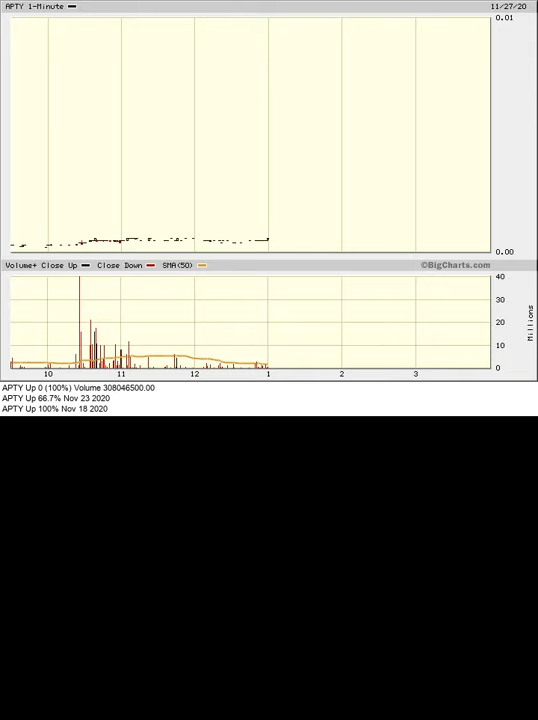 APTY 1-Minute 11/27/20
0.01
0.00
Volume+ Close Up Close Down SMA(50) ©BigCharts.com
40
30
20
10
0
Millions
10 11 12 1 2 3
APTY Up 0 (100%) Volume 308046500.00
APTY Up 66.7% Nov 23 2020
APTY Up 100% Nov 18 2020